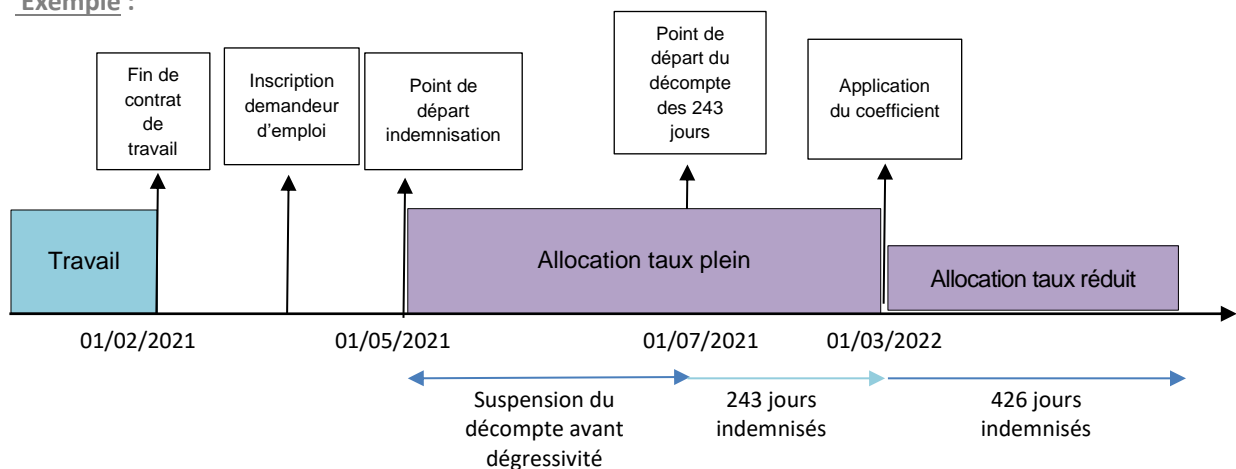 Exemple :
Fin de
contrat
de
travail
Inscription
demandeur
d'emploi
Point de
départ
indemnisation
Point de
départ du
décompte
des 243
jours
Application
du coefficient
Travail
Allocation taux plein
Allocation taux réduit
01/02/2021
01/05/2021
01/07/2021
01/03/2022
Suspension du
décompte avant
dégressivité
243 jours
indemnisés
426 jours
indemnisés